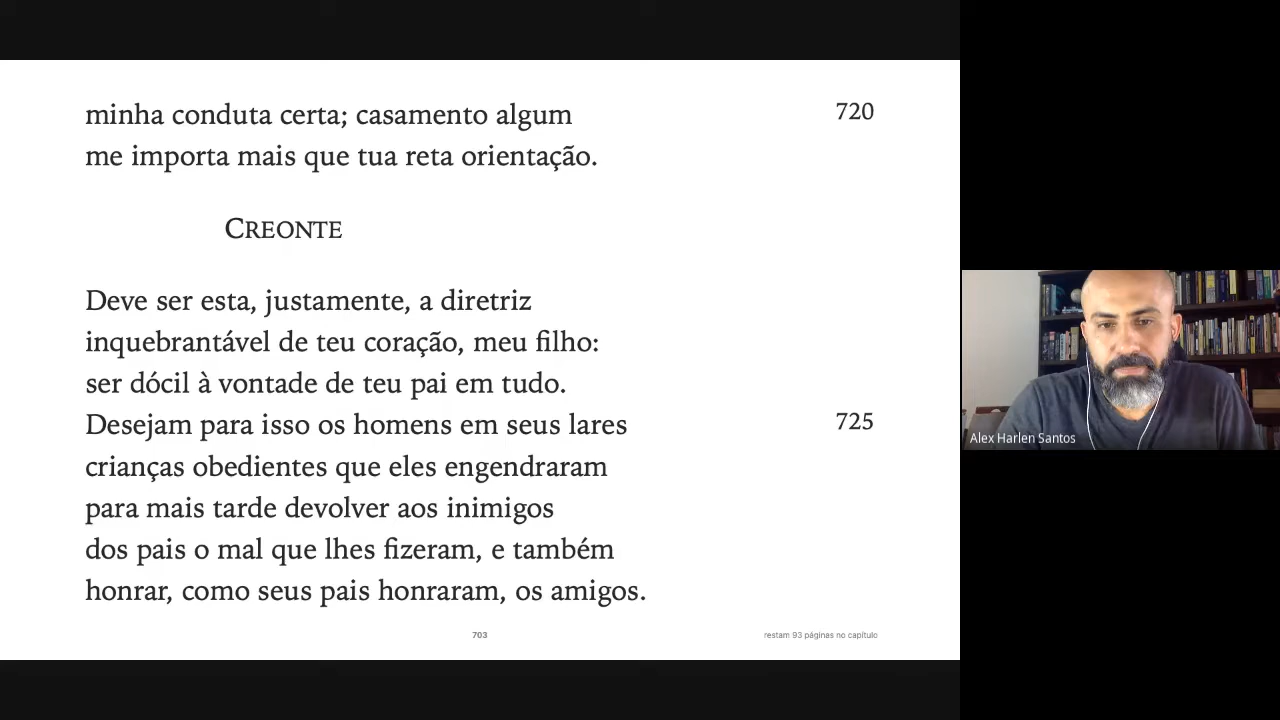 minha conduta certa; casamento algum 720
me importa mais que tua reta orientação.
CREONTE
Deve ser esta, justamente, a diretriz
inquebrantável de teu coração, meu filho:
ser dócil à vontade de teu pai em tudo.
Desejam para isso os homens em seus lares 725
crianças obedientes que eles engendraram
para mais tarde devolver aos inimigos
dos pais o mal que lhes fizeram, e também
honrar, como seus pais honraram, os amigos.
703 restam 93 páginas no capítulo
Alex Harlen Santos